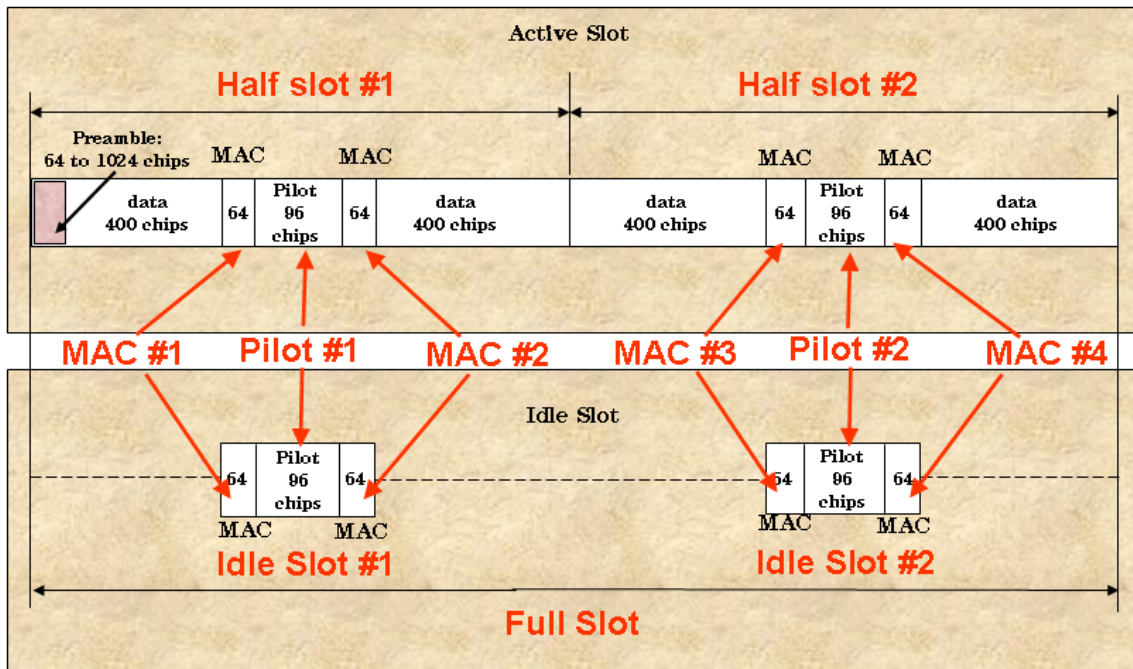 Active Slot
Half slot #1
Half slot #2
Preamble:
64 to 1024 chips
MAC
MAC
MAC
MAC
data
400 chips
64
Pilot
96
chips
64
data
400 chips
data
400 chips
64
Pilot
96
chips
64
data
400 chips
MAC #1
Pilot #1
MAC #2
MAC #3
Pilot #2
MAC #4
Idle Slot
64
Pilot
96
chips
64
64
Pilot
96
chips
64
MAC
MAC
MAC
MAC
Idle Slot #1
Idle Slot #2
Full Slot